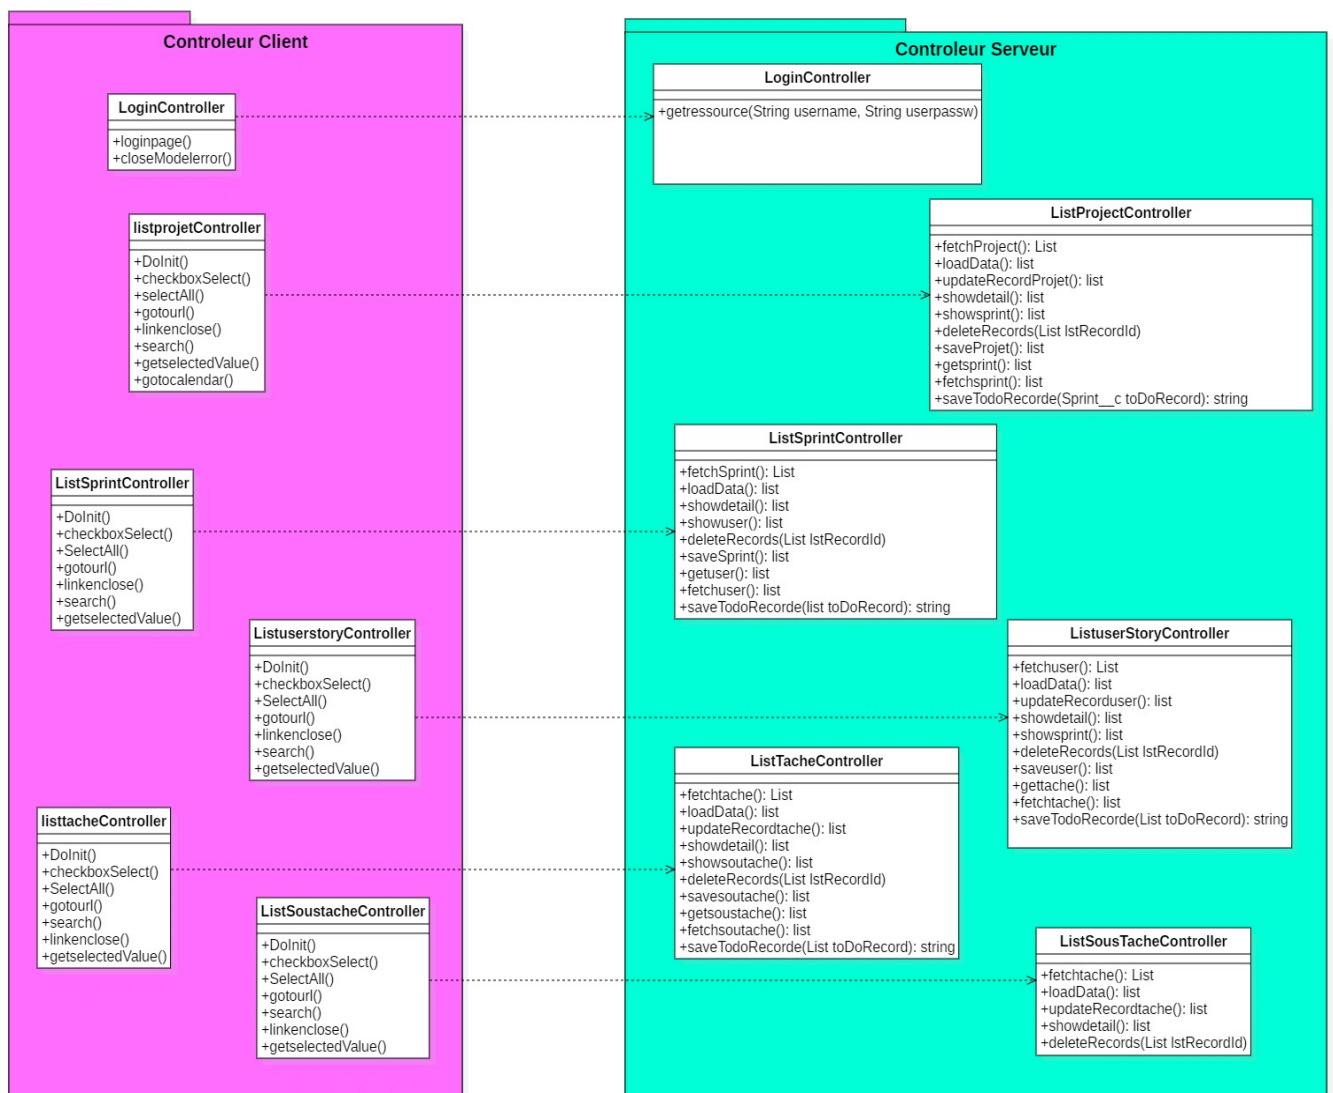 Controleur Client
LoginController
+loginpage()
+closeModelerror()
listprojetController
+DoInit()
+checkboxSelect()
+selectAll()
+gotourl()
+linkenclose()
+search()
+getselectedValue()
+gotocalendar()
ListSprintController
+DoInit()
+checkboxSelect()
+SelectAll()
+gotourl()
+linkenclose()
+search()
+getselectedValue()
ListuserstoryController
+DoInit()
+checkboxSelect()
+SelectAll()
+gotourl()
+linkenclose()
+search()
+getselectedValue()
listtacheController
+DoInit()
+checkboxSelect()
+SelectAll()
+gotourl()
+search()
+linkenclose()
+getselectedValue()
ListSoustacheController
+DoInit()
+checkboxSelect()
+SelectAll()
+gotourl()
+search()
+linkenclose()
+getselectedValue()
Controleur Serveur
LoginController
+getressource(String username, String userpassw)
ListProjectController
+fetchProject(): List
+loadData(): list
+updateRecordProjet(): list
+showdetail(): list
+showsprint(): list
+deleteRecords(List lstRecordId)
+saveProjet(): list
+getsprint(): list
+fetchsprint(): list
+saveTodoRecorde(Sprint__c toDoRecord): string
ListSprintController
+fetchSprint(): List
+loadData(): list
+showdetail(): list
+showuser(): list
+deleteRecords(List lstRecordId)
+saveSprint(): list
+getuser(): list
+fetchuser(): list
+saveTodoRecorde(list toDoRecord): string
ListuserStoryController
+fetchuser(): List
+loadData(): list
+updateRecorduser(): list
+showdetail(): list
+showsprint(): list
+deleteRecords(List lstRecordId)
+saveuser(): list
+gettache(): list
+fetchtache(): list
+saveTodoRecorde(List toDoRecord): string
ListTacheController
+fetchtache(): List
+loadData(): list
+updateRecordtache(): list
+showdetail(): list
+showsoutache(): list
+deleteRecords(List lstRecordId)
+savesoutache(): list
+getsoustache(): list
+fetchsoutache(): list
+saveTodoRecorde(List toDoRecord): string
ListSousTacheController
+fetchtache(): List
+loadData(): list
+updateRecordtache(): list
+showdetail(): list
+deleteRecords(List lstRecordId)